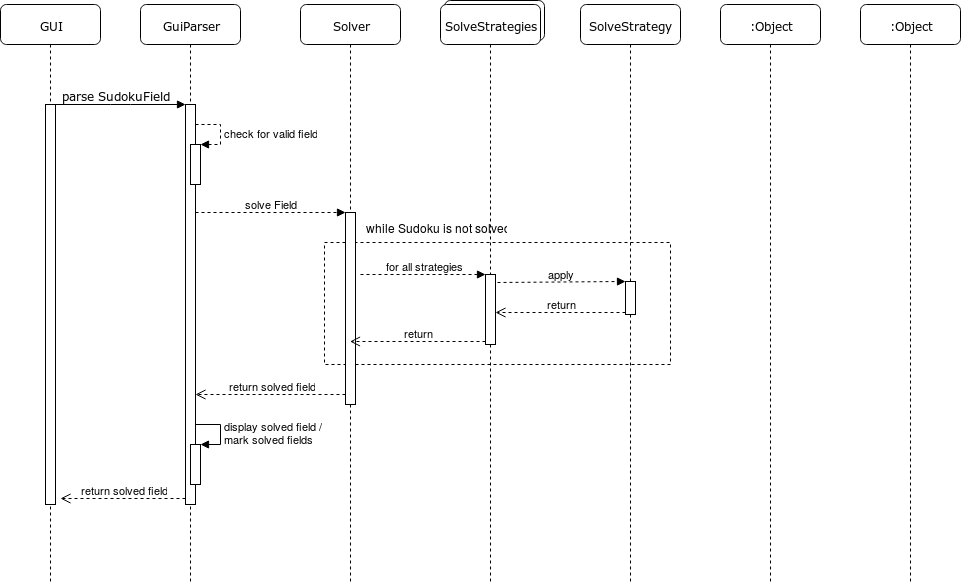 GUI
GuiParser
Solver
SolveStrategies
SolveStrategy
:Object
:Object
parse SudokuField
check for valid field
solve Field
while Sudoku is not solved
for all strategies
apply
return
return
return solved field
display solved field /
mark solved fields
return solved field